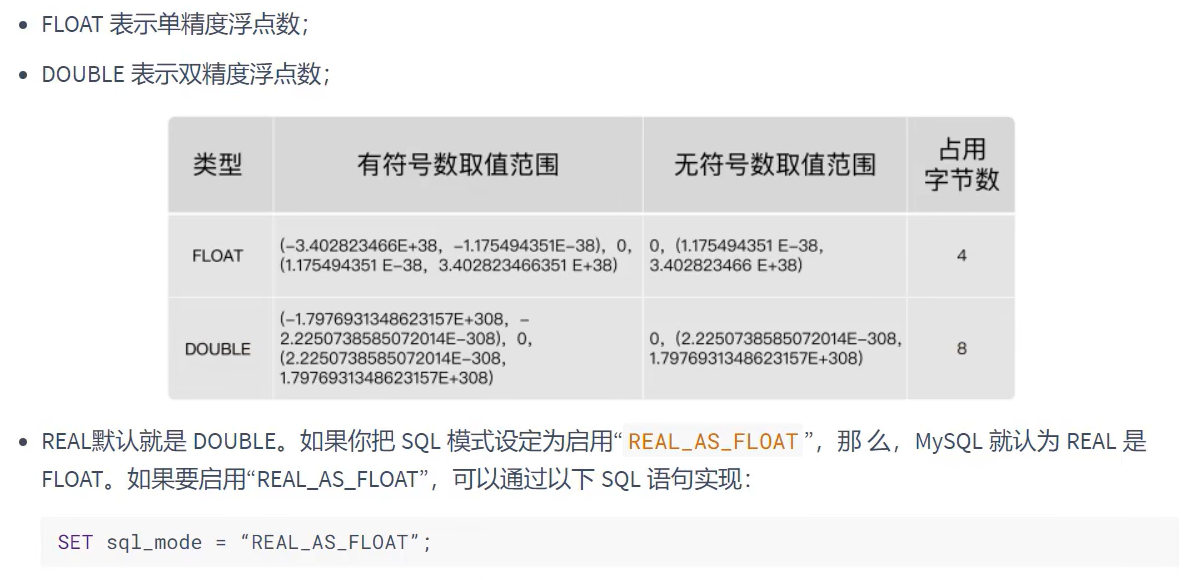 FLOAT 表示单精度浮点数；
DOUBLE 表示双精度浮点数；
类型 有符号数取值范围 无符号数取值范围 占用
字节数
FLOAT (−3.402823466E+38，−1.175494351E−38)，0， 0，(1.175494351 E−38， 4
(1.175494351 E−38，3.402823466351 E+38) 3.402823466 E+38)
DOUBLE (−1.7976931348623157E+308，− 0，(2.2250738585072014E−308， 8
2.2250738585072014E−308)，0， 1.7976931348623157E+308)
(2.2250738585072014E−308，
1.7976931348623157E+308)
REAL默认就是 DOUBLE。如果你把 SQL 模式设定为启用“ REAL_AS_FLOAT ”，那 么，MySQL 就认为 REAL 是
FLOAT。如果要启用“REAL_AS_FLOAT”，可以通过以下 SQL 语句实现：
SET sql_mode = “REAL_AS_FLOAT”;